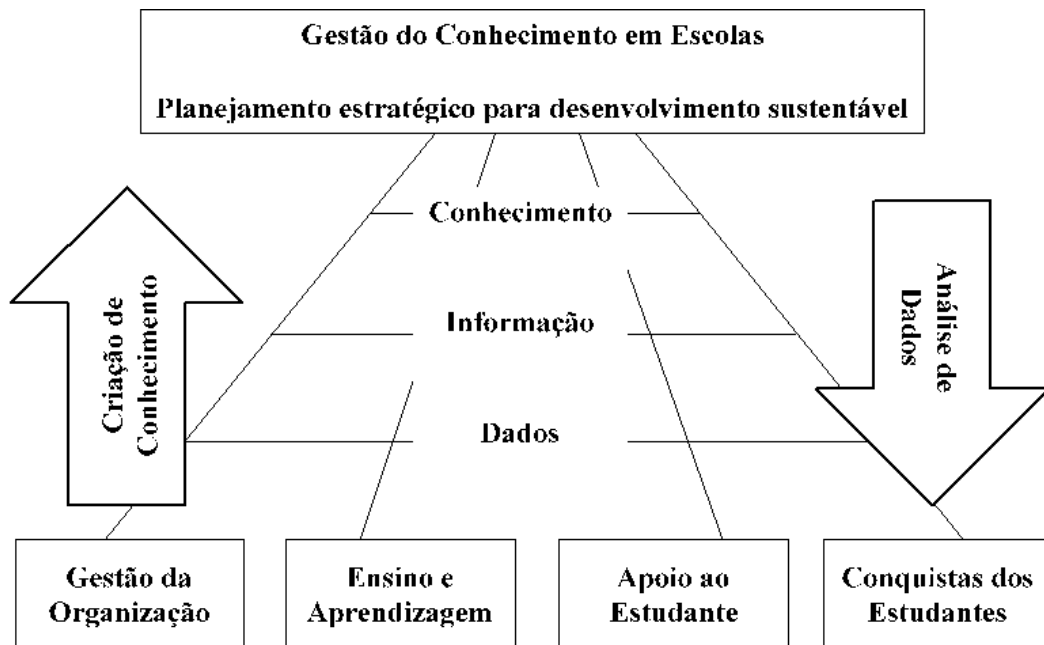 Gestão do Conhecimento em Escolas
Planejamento estratégico para desenvolvimento sustentável
Conhecimento
Informação
Dados
Criação de
Conhecimento
Análise de
Dados
Gestão da
Organização
Ensino e
Aprendizagem
Apoio ao
Estudante
Conquistas dos
Estudantes